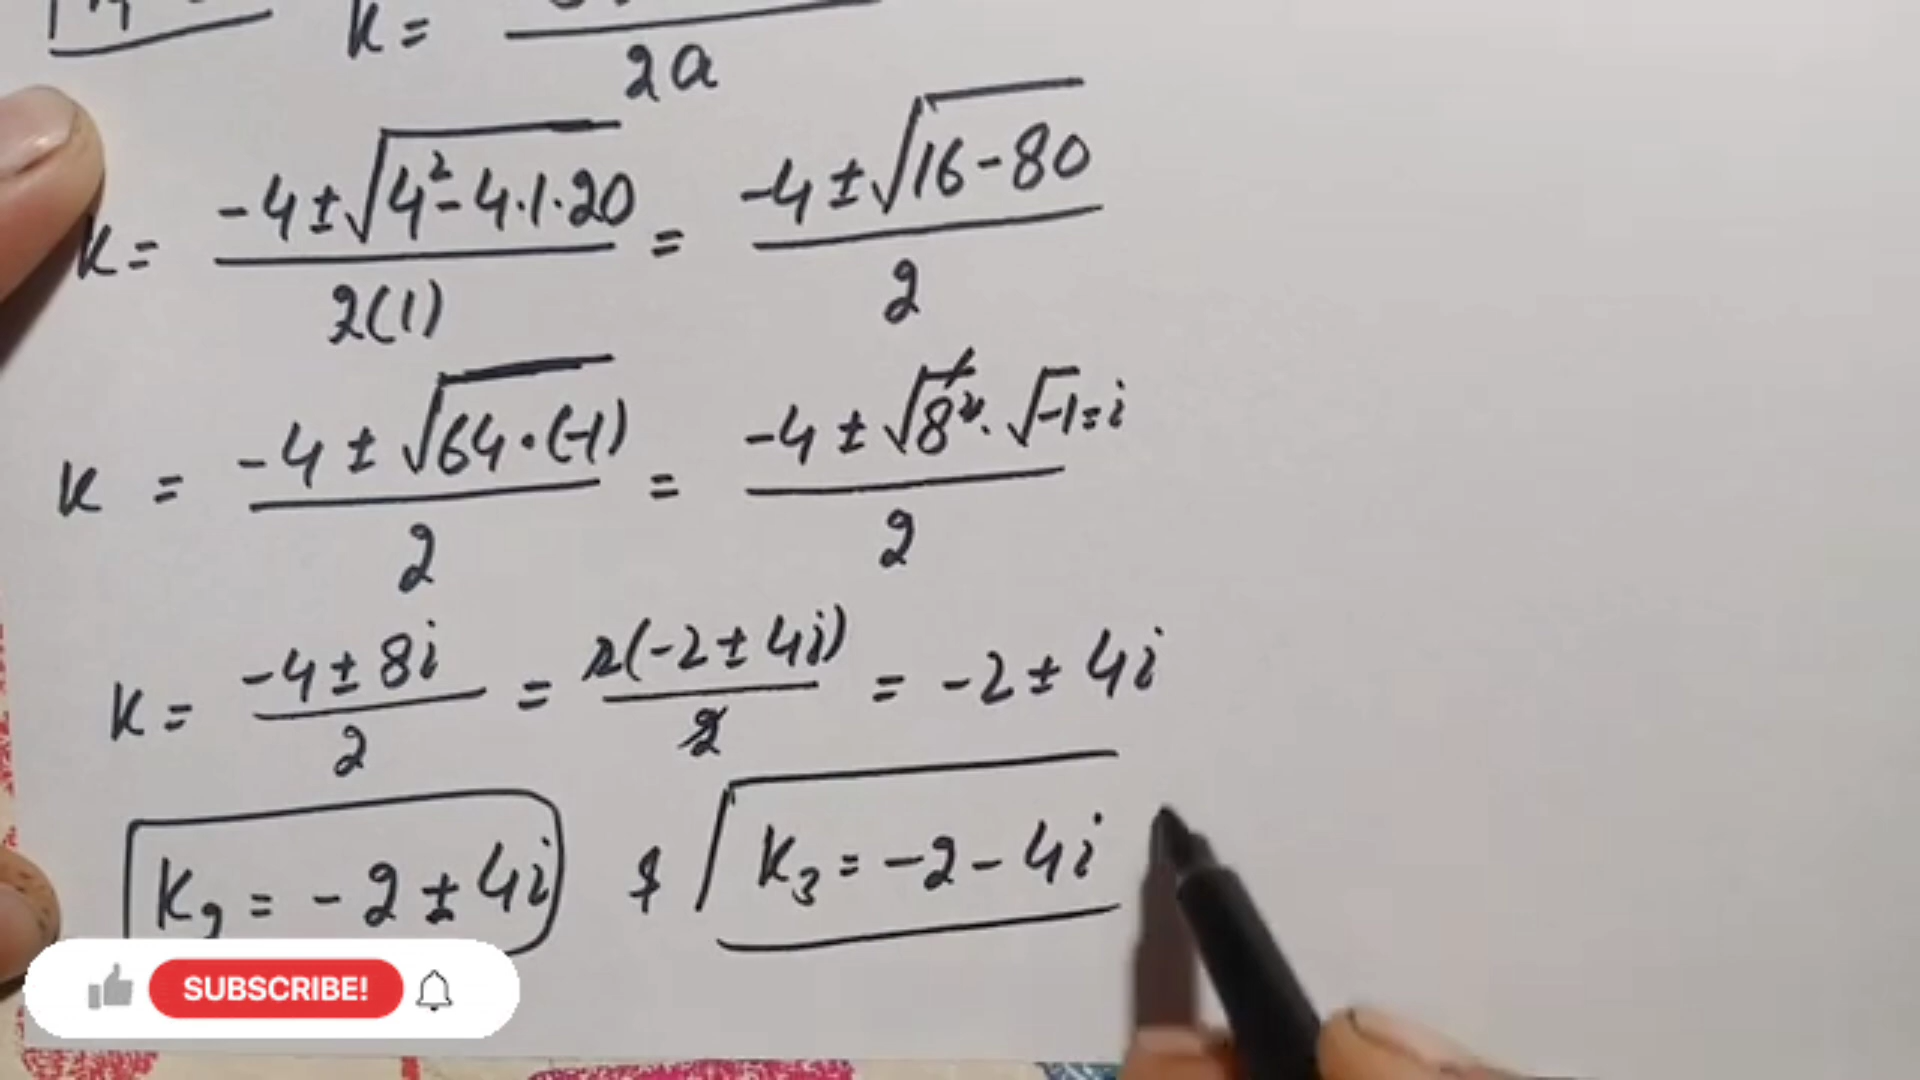 K = 2a
K = -4±√4²-4·1·20 / 2(1) = -4±√16-80 / 2
K = -4±√64·(-1) / 2 = -4±√8²·√-1=i / 2
K = -4±8i / 2 = 2(-2±4i) / 2 = -2±4i
K₂ = -2±4i & K₃ = -2-4i
SUBSCRIBE!